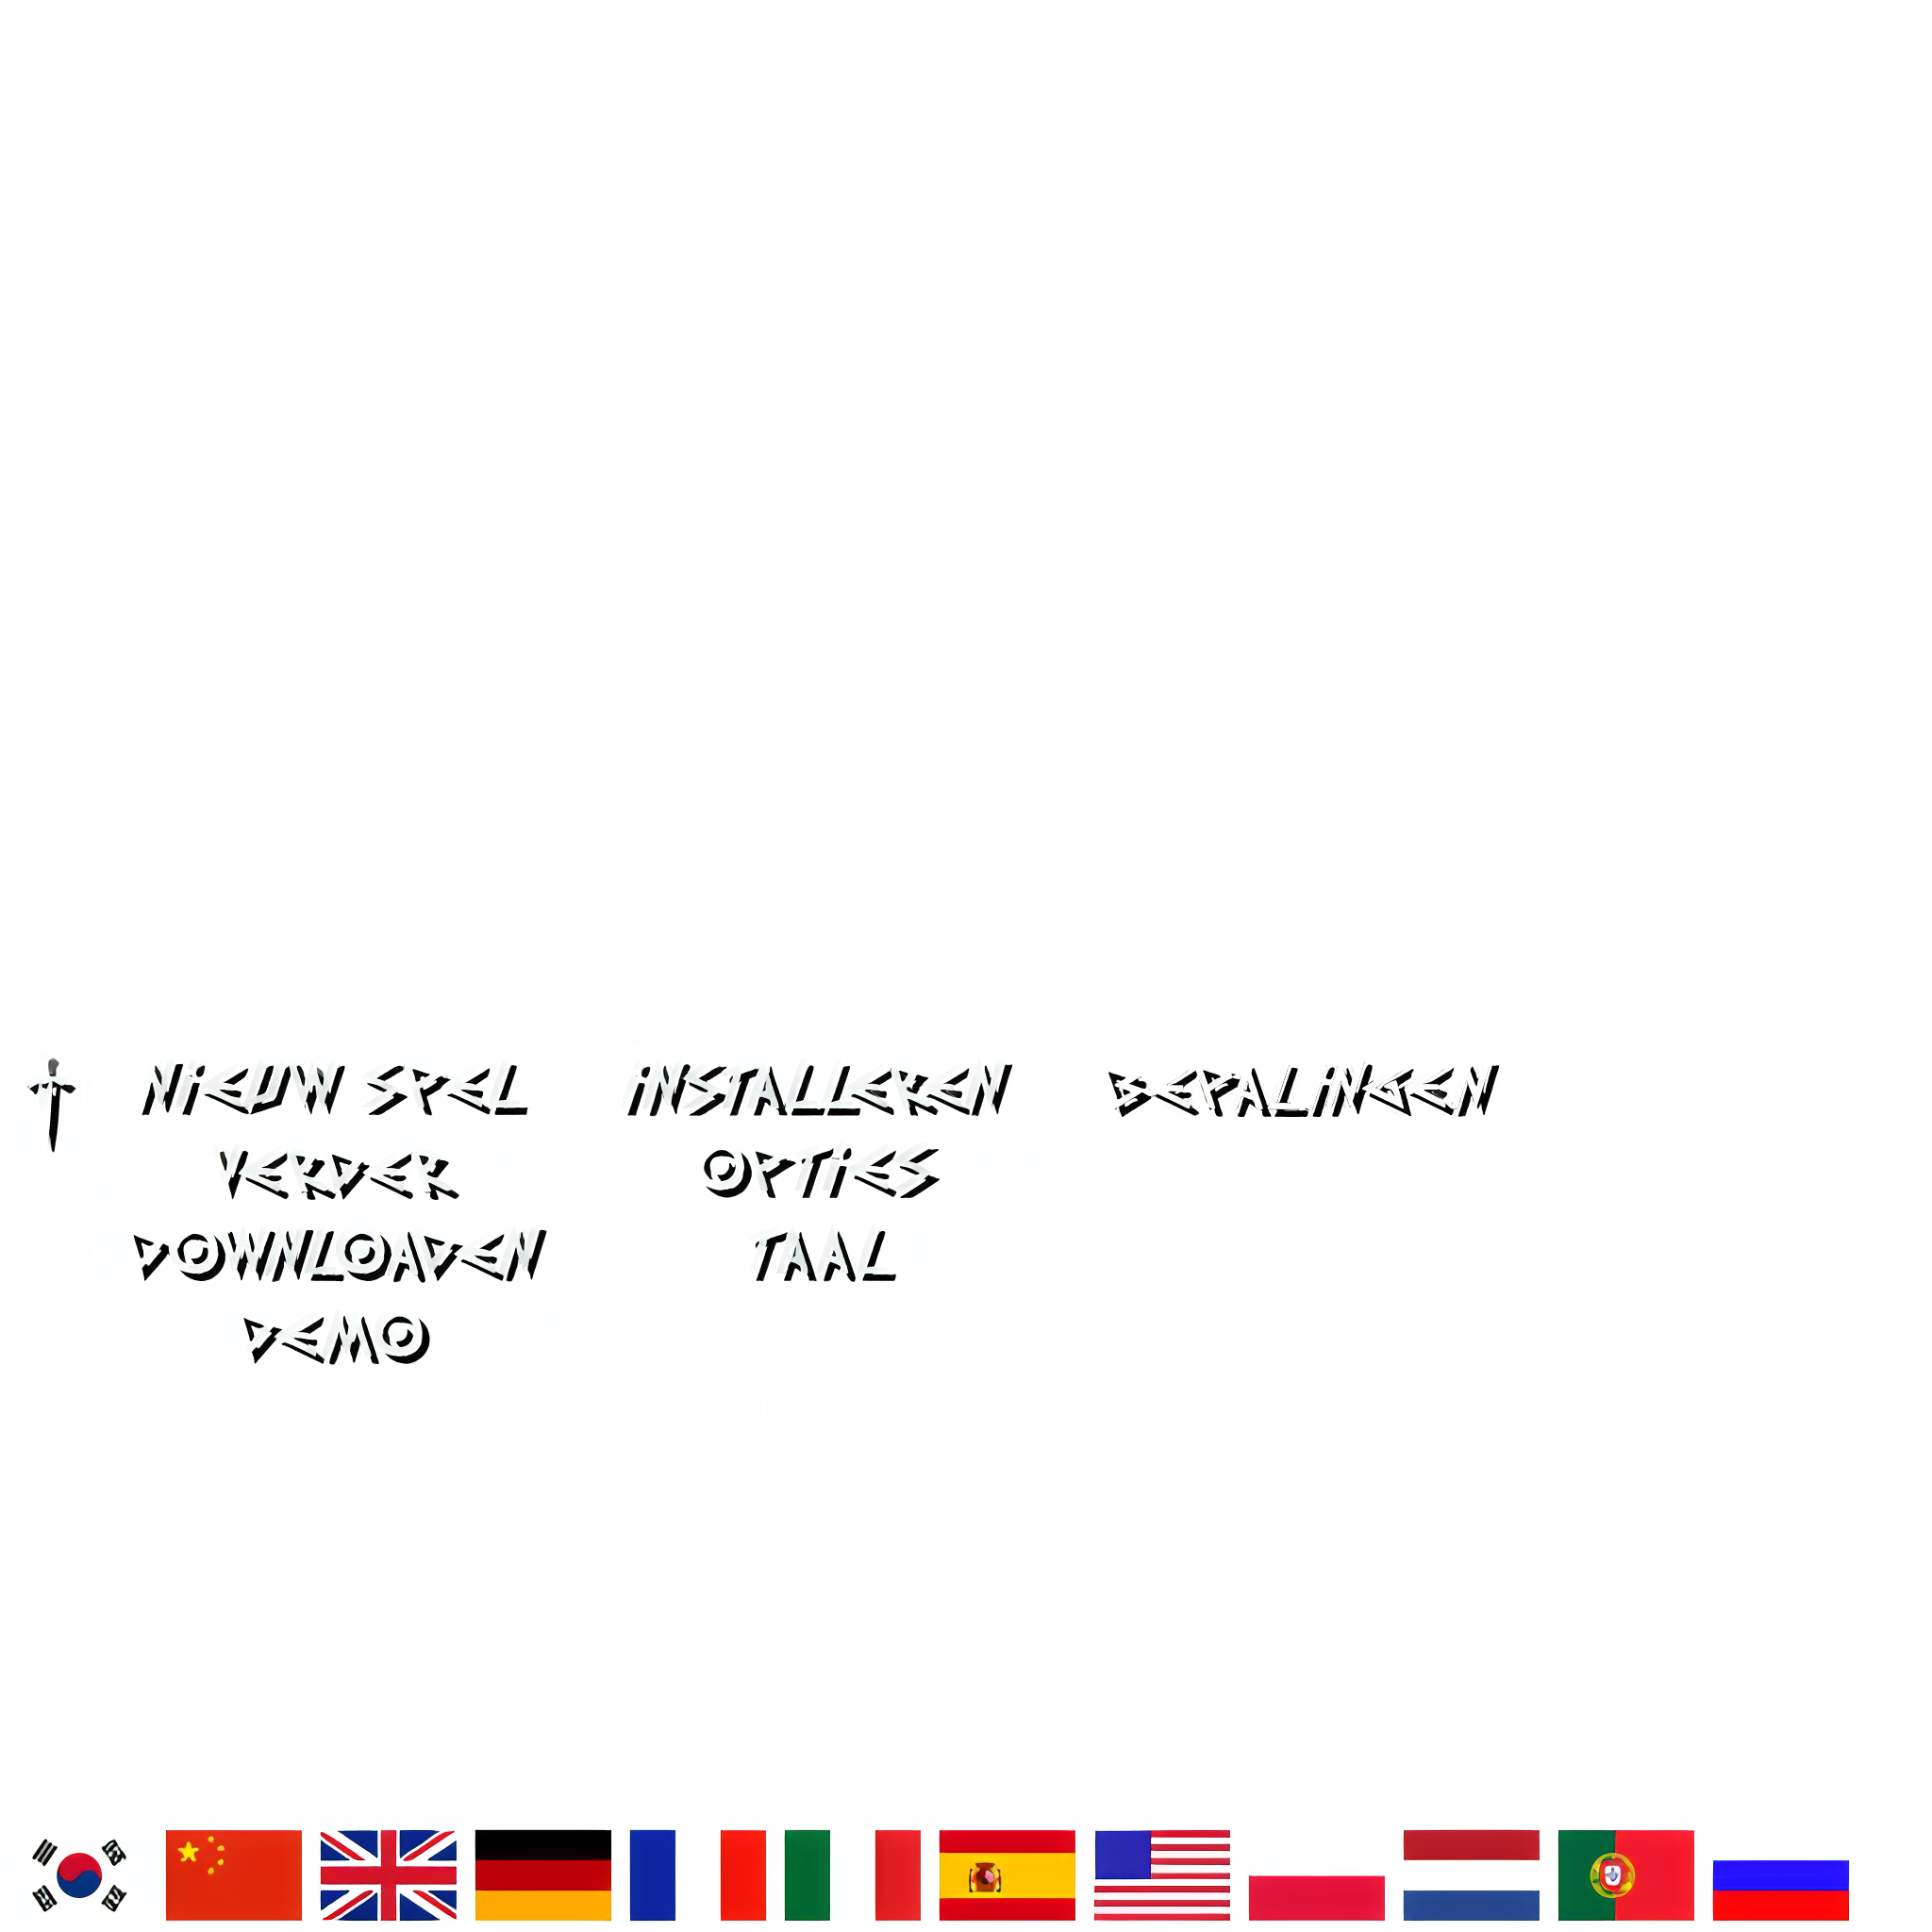 NiEUW SPEL
iNSTALLEREN
BEPALiNGEN
VERDER
OPTiES
DOWNLOADEN
TAAL
DEMO